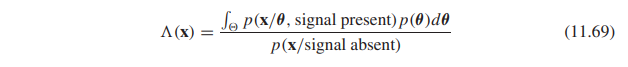 Λ(x) = ∫_Θ p(x/θ, signal present) p(θ)dθ / p(x/signal absent) (11.69)